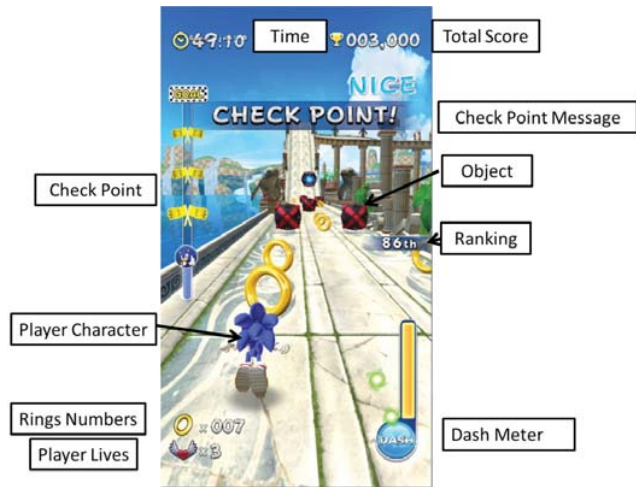 49:10
Time
003,000
Total Score
NICE
GOAL
CHECK POINT!
Check Point Message
Object
Check Point
86th
Ranking
Player Character
Rings Numbers
x 007
Player Lives
x 3
DASH
Dash Meter